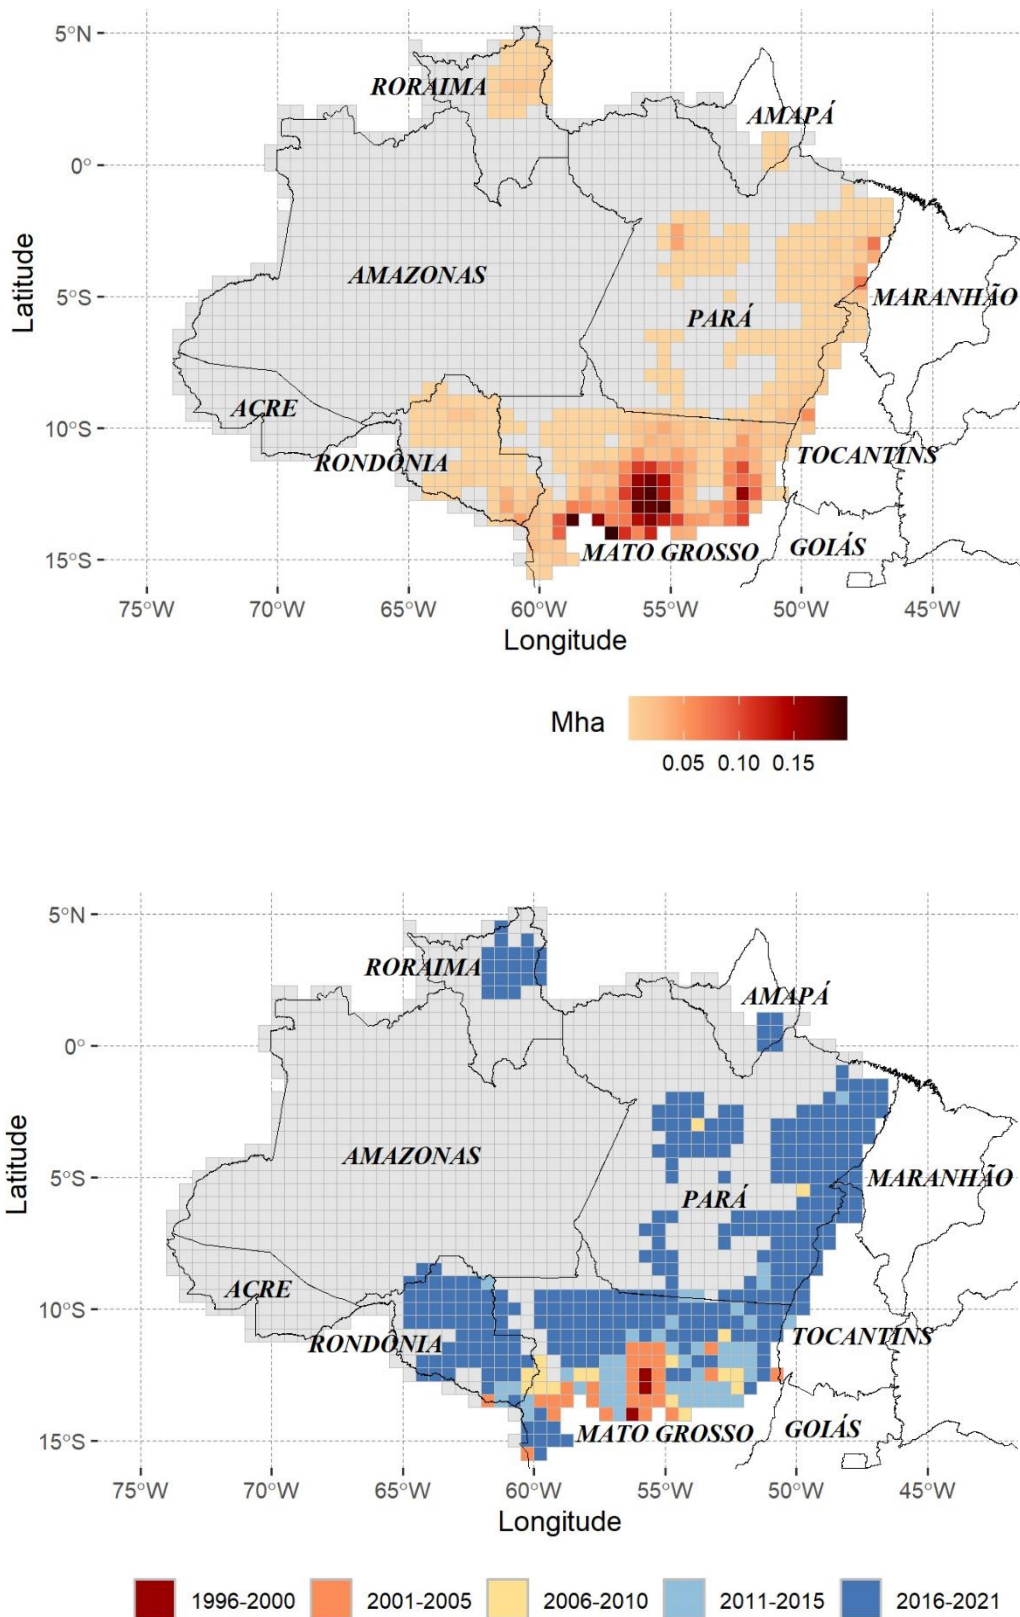 5°N
RORAIMA
AMAPÁ
0°
AMAZONAS
5°S
MARANHÃO
PARÁ
ACRE
10°S
TOCANTINS
RONDÔNIA
MATO GROSSO
GOIÁS
15°S
75°W 70°W 65°W 60°W 55°W 50°W 45°W
Latitude
Longitude
Mha
0.05 0.10 0.15
5°N
RORAIMA
AMAPÁ
0°
AMAZONAS
5°S
MARANHÃO
PARÁ
ACRE
10°S
TOCANTINS
RONDÔNIA
MATO GROSSO
GOIÁS
15°S
75°W 70°W 65°W 60°W 55°W 50°W 45°W
Latitude
Longitude
1996-2000 2001-2005 2006-2010 2011-2015 2016-2021